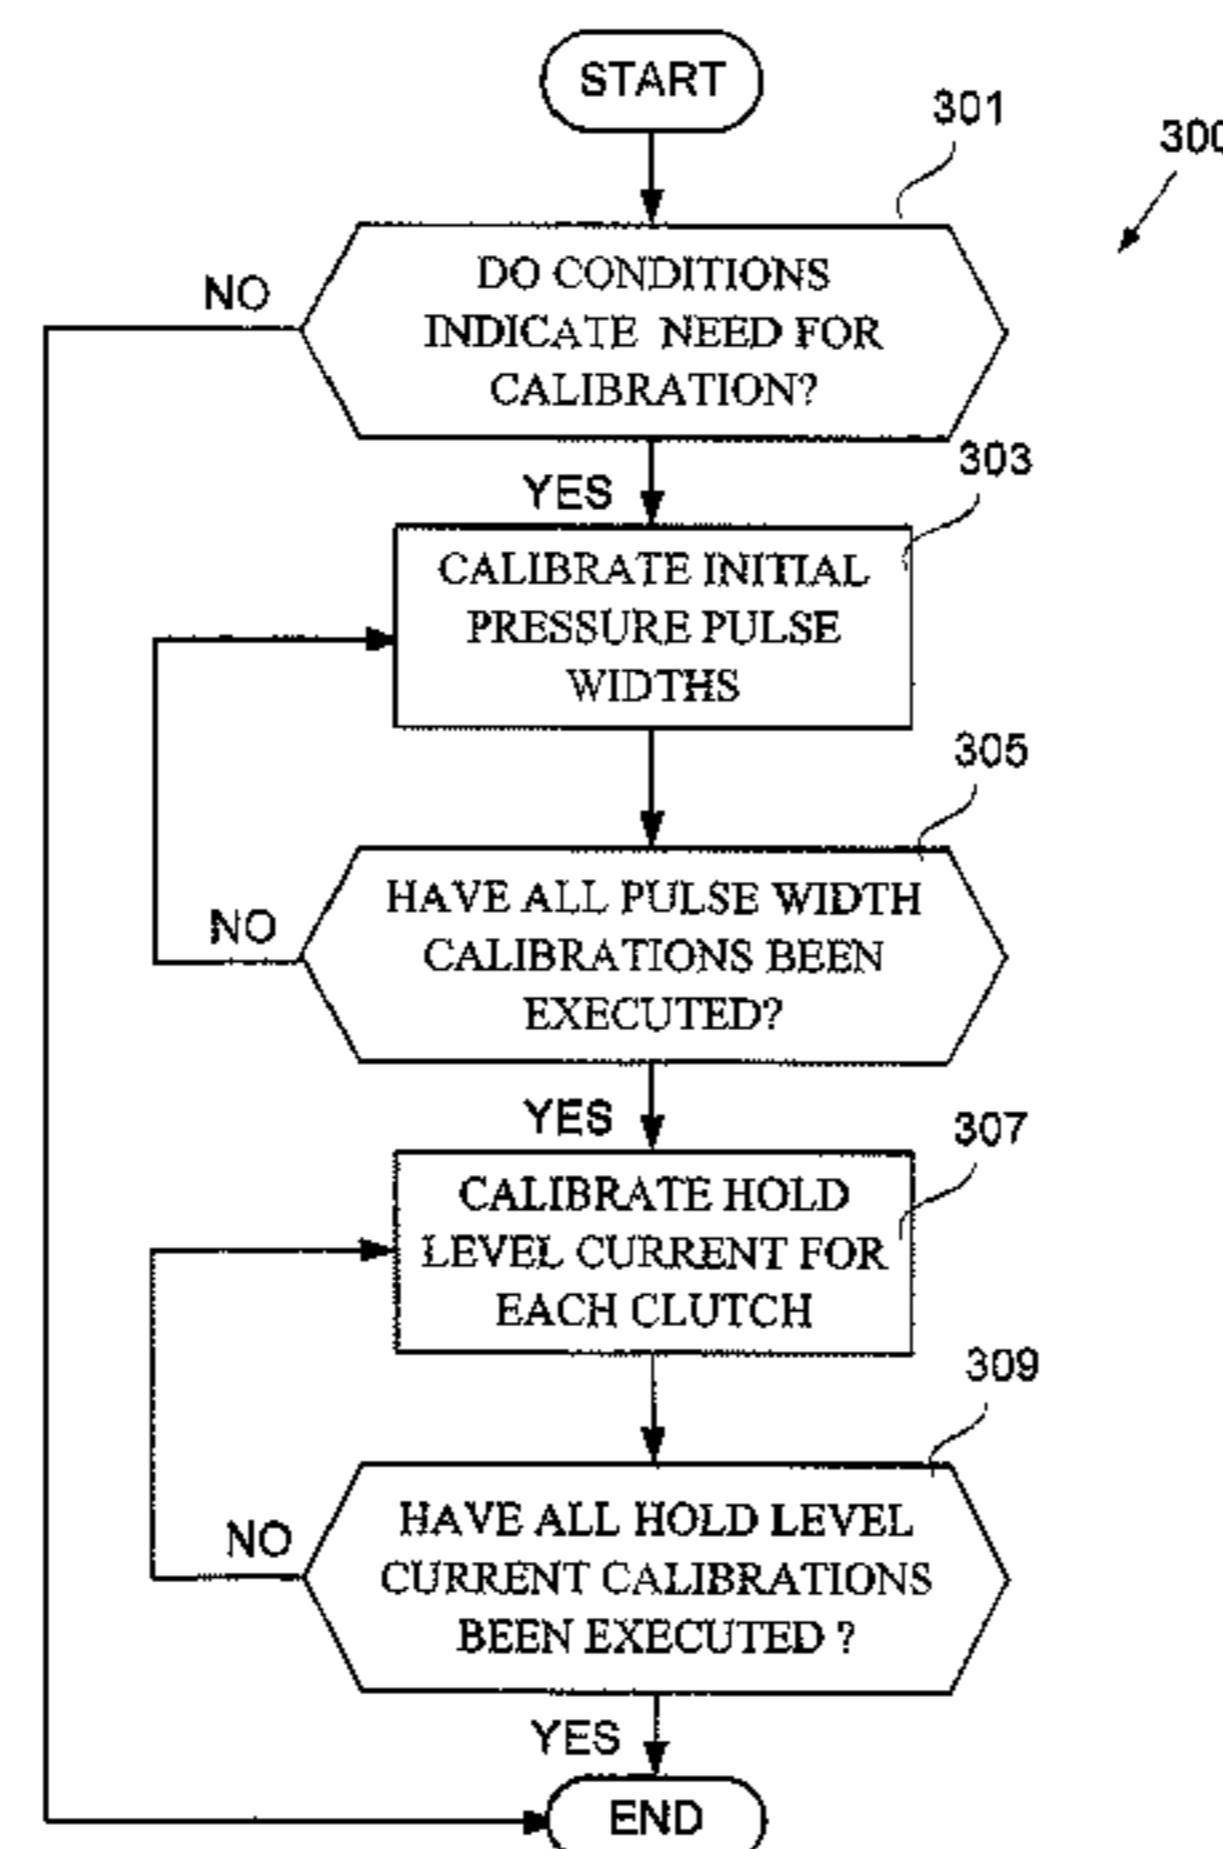 START
301
300
DO CONDITIONS
INDICATE NEED FOR
CALIBRATION?
NO
YES
303
CALIBRATE INITIAL
PRESSURE PULSE
WIDTHS
305
HAVE ALL PULSE WIDTH
CALIBRATIONS BEEN
EXECUTED?
NO
YES
307
CALIBRATE HOLD
LEVEL CURRENT FOR
EACH CLUTCH
309
HAVE ALL HOLD LEVEL
CURRENT CALIBRATIONS
BEEN EXECUTED ?
NO
YES
END